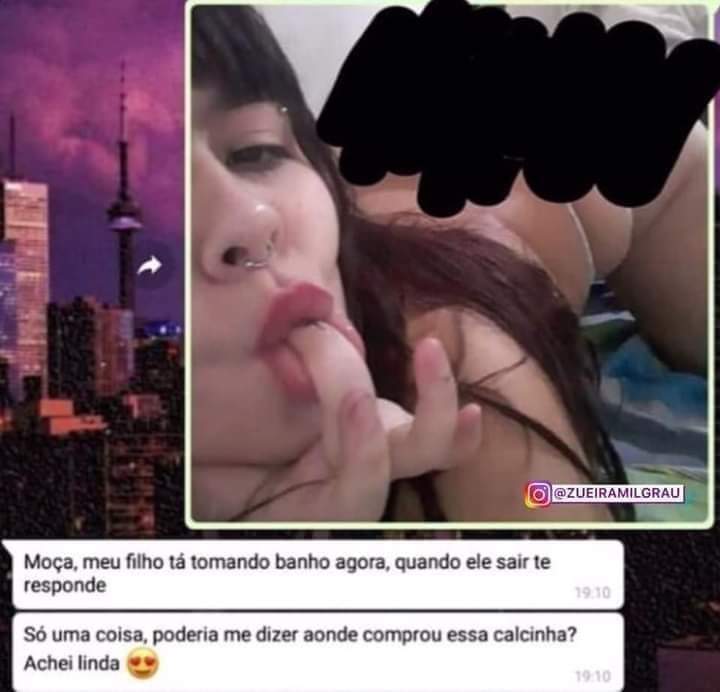 @ZUEIRAMILGRAU
Moça, meu filho tá tomando banho agora, quando ele sair te
responde
19:10
Só uma coisa, poderia me dizer aonde comprou essa calcinha?
Achei linda 😍
19:10